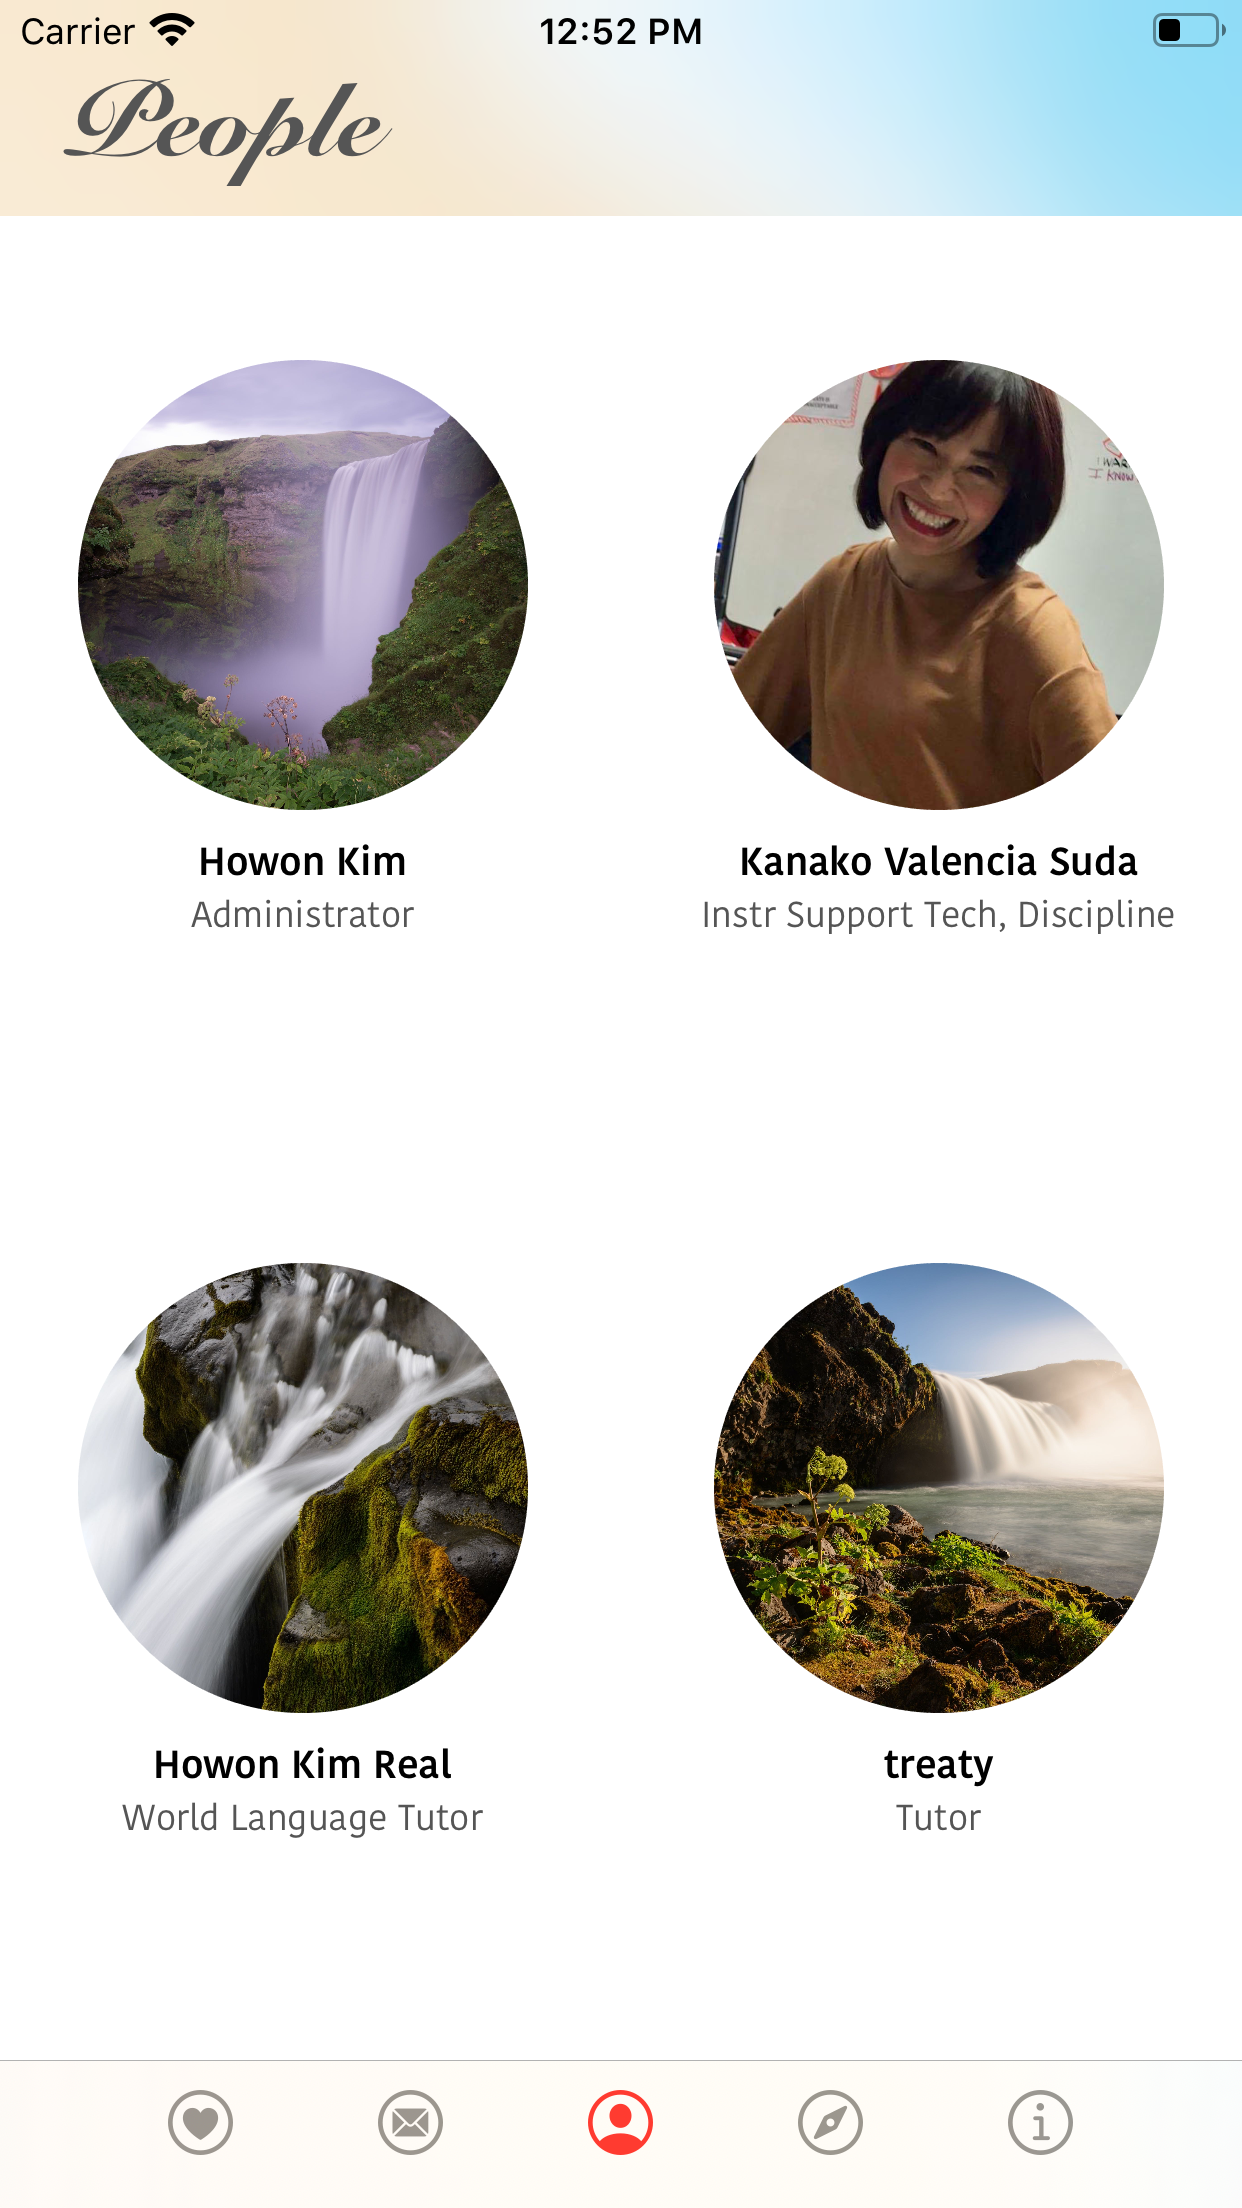 Carrier 12:52 PM
People
Howon Kim
Administrator
Kanako Valencia Suda
Instr Support Tech, Discipline
Howon Kim Real
World Language Tutor
treaty
Tutor